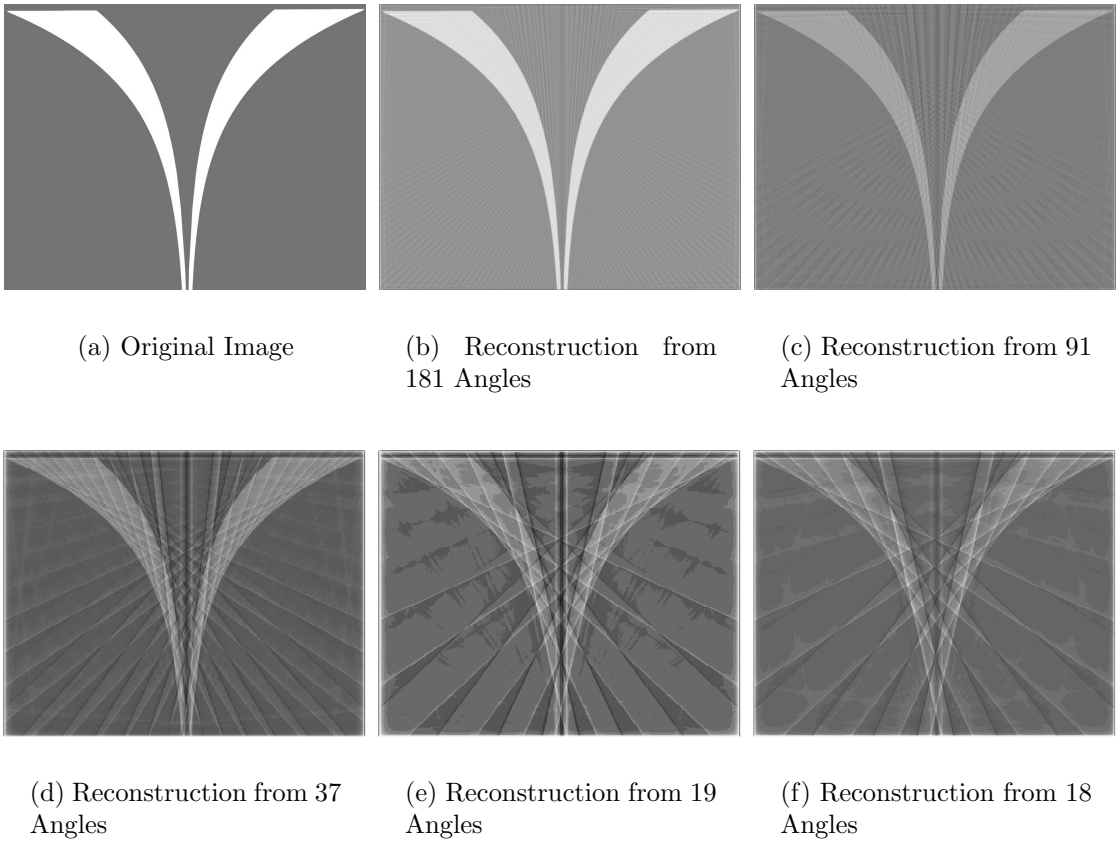 (a) Original Image
(b) Reconstruction from
181 Angles
(c) Reconstruction from 91
Angles
(d) Reconstruction from 37
Angles
(e) Reconstruction from 19
Angles
(f) Reconstruction from 18
Angles